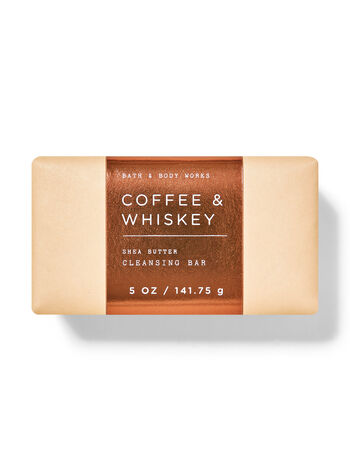 BATH & BODY WORKS
COFFEE &
WHISKEY
SHEA BUTTER
CLEANSING BAR
5 OZ / 141.75 g